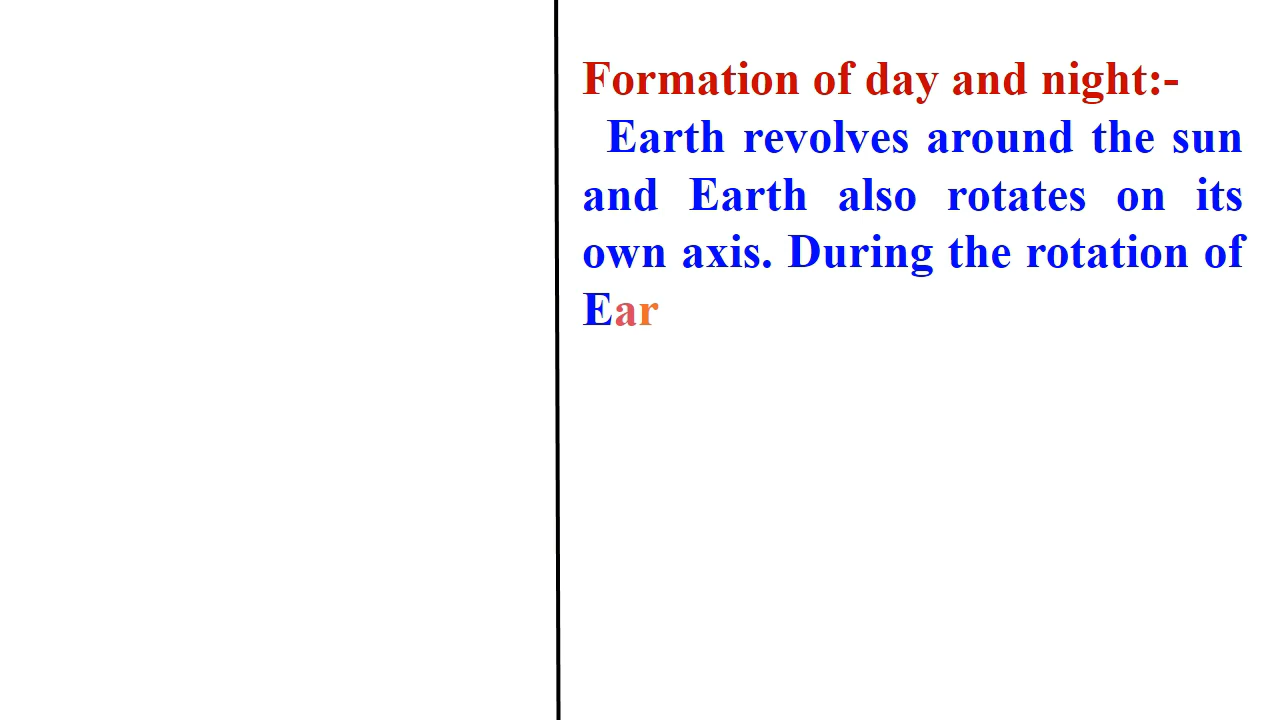 Formation of day and night:-
Earth revolves around the sun
and Earth also rotates on its
own axis. During the rotation of
Ear